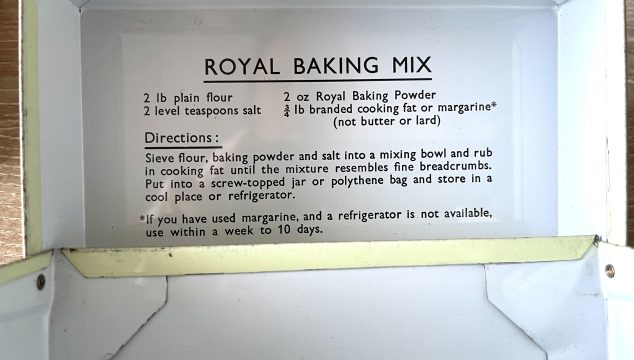 ROYAL BAKING MIX
2 lb plain flour
2 level teaspoons salt
2 oz Royal Baking Powder
¾ lb branded cooking fat or margarine*
(not butter or lard)
Directions:
Sieve flour, baking powder and salt into a mixing bowl and rub
in cooking fat until the mixture resembles fine breadcrumbs.
Put into a screw-topped jar or polythene bag and store in a
cool place or refrigerator.
*If you have used margarine, and a refrigerator is not available,
use within a week to 10 days.